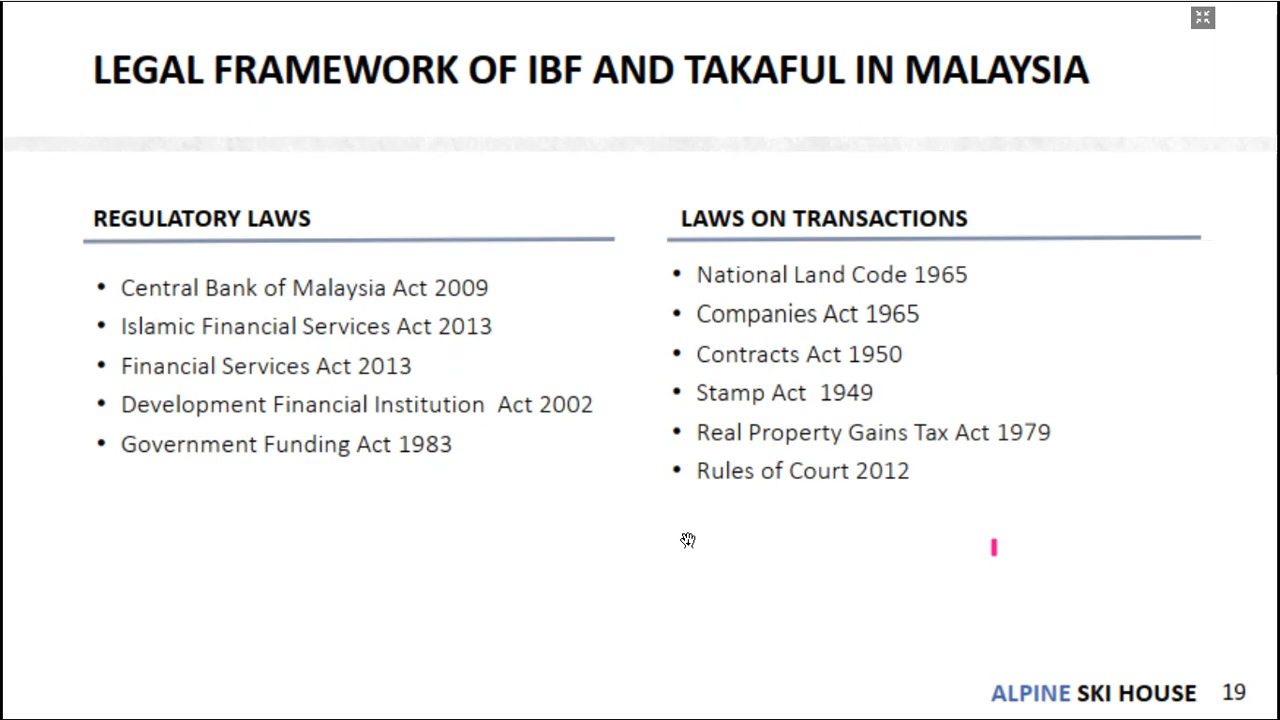 LEGAL FRAMEWORK OF IBF AND TAKAFUL IN MALAYSIA
REGULATORY LAWS
• Central Bank of Malaysia Act 2009
• Islamic Financial Services Act 2013
• Financial Services Act 2013
• Development Financial Institution  Act 2002
• Government Funding Act 1983
LAWS ON TRANSACTIONS
• National Land Code 1965
• Companies Act 1965
• Contracts Act 1950
• Stamp Act  1949
• Real Property Gains Tax Act 1979
• Rules of Court 2012
ALPINE SKI HOUSE 19